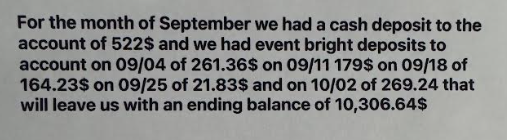 For the month of September we had a cash deposit to the
account of 522$ and we had event bright deposits to
account on 09/04 of 261.36$ on 09/11 179$ on 09/18 of
164.23$ on 09/25 of 21.83$ and on 10/02 of 269.24 that
will leave us with an ending balance of 10,306.64$